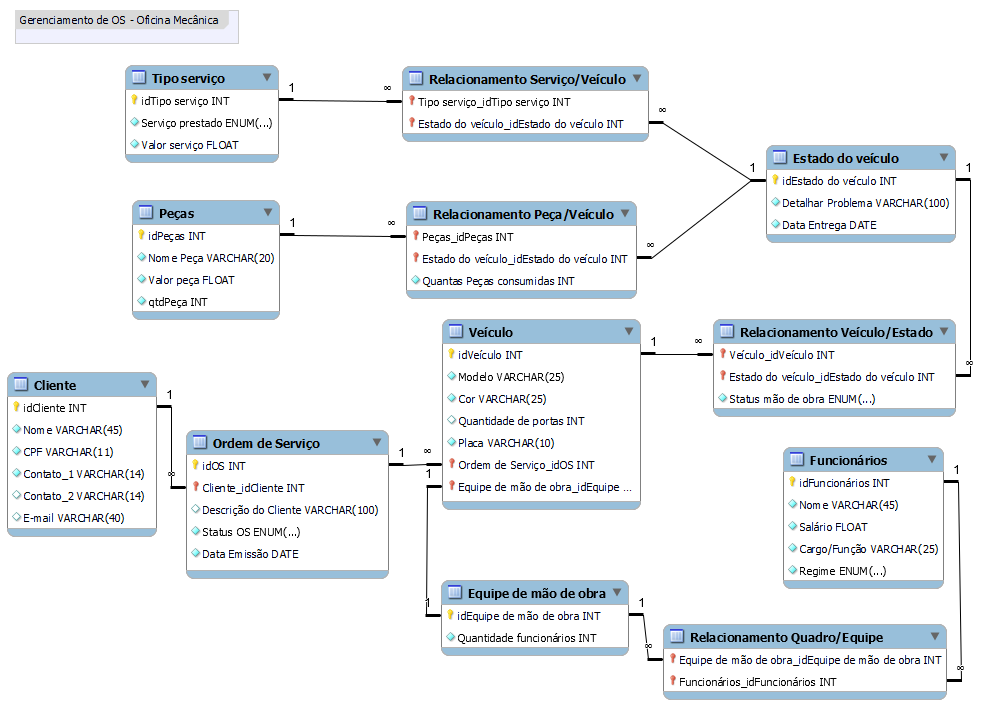 Gerenciamento de OS - Oficina Mecânica
Tipo serviço
idTipo serviço INT
Serviço prestado ENUM(...)
Valor serviço FLOAT
1
∞
Relacionamento Serviço/Veículo
Tipo serviço_idTipo serviço INT
Estado do veículo_idEstado do veículo INT
∞
1
Estado do veículo
idEstado do veículo INT
Detalhar Problema VARCHAR(100)
Data Entrega DATE
1
Peças
idPeças INT
Nome Peça VARCHAR(20)
Valor peça FLOAT
qtdPeça INT
1
∞
Relacionamento Peça/Veículo
Peças_idPeças INT
Estado do veículo_idEstado do veículo INT
Quantas Peças consumidas INT
∞
Veículo
idVeículo INT
Modelo VARCHAR(25)
Cor VARCHAR(25)
Quantidade de portas INT
Placa VARCHAR(10)
Ordem de Serviço_idOS INT
Equipe de mão de obra_idEquipe ...
1
∞
Relacionamento Veículo/Estado
Veículo_idVeículo INT
Estado do veículo_idEstado do veículo INT
Status mão de obra ENUM(...)
∞
Cliente
idCliente INT
Nome VARCHAR(45)
CPF VARCHAR(11)
Contato_1 VARCHAR(14)
Contato_2 VARCHAR(14)
E-mail VARCHAR(40)
1
∞
Ordem de Serviço
idOS INT
Cliente_idCliente INT
Descrição do Cliente VARCHAR(100)
Status OS ENUM(...)
Data Emissão DATE
1
∞
1
1
Funcionários
idFuncionários INT
Nome VARCHAR(45)
Salário FLOAT
Cargo/Função VARCHAR(25)
Regime ENUM(...)
1
Equipe de mão de obra
idEquipe de mão de obra INT
Quantidade funcionários INT
1
∞
Relacionamento Quadro/Equipe
Equipe de mão de obra_idEquipe de mão de obra INT
Funcionários_idFuncionários INT
∞